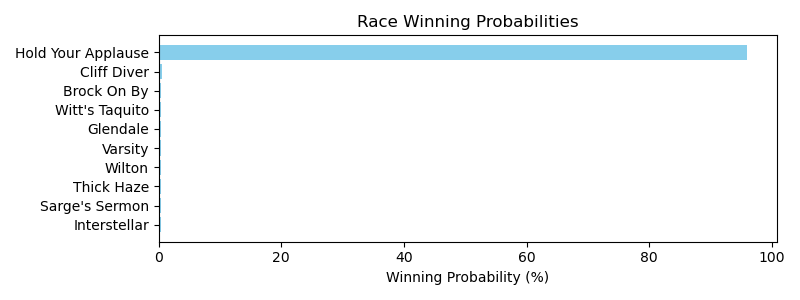 Race Winning Probabilities
Hold Your Applause
Cliff Diver
Brock On By
Witt's Taquito
Glendale
Varsity
Wilton
Thick Haze
Sarge's Sermon
Interstellar
0 20 40 60 80 100
Winning Probability (%)